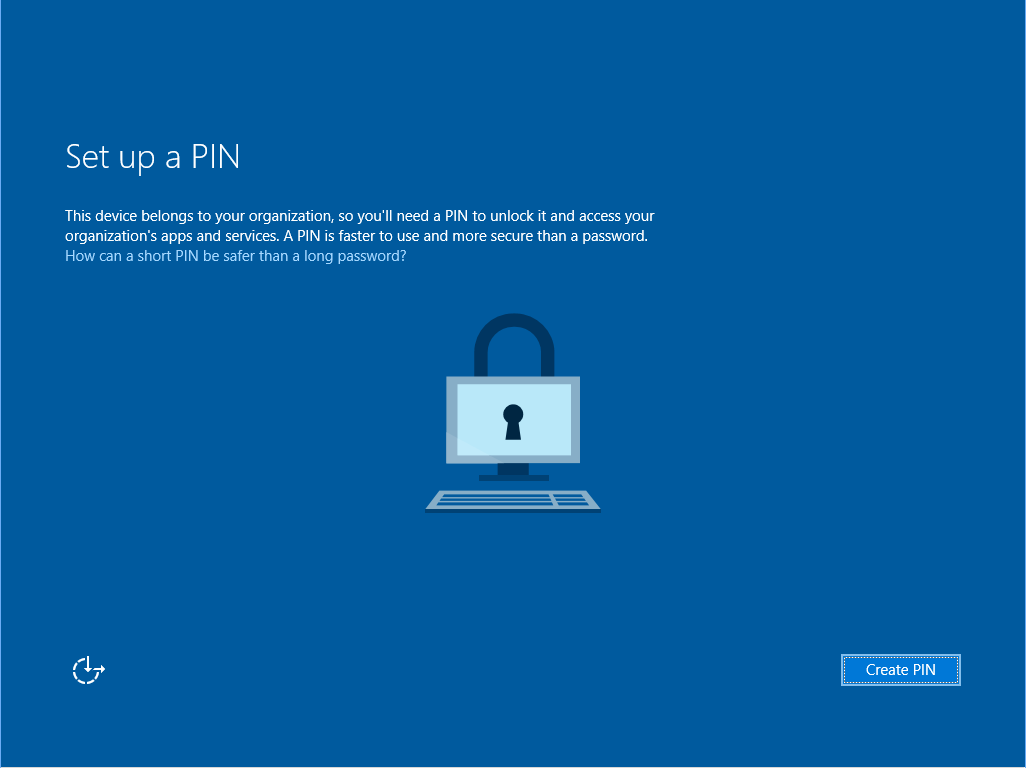 Set up a PIN
This device belongs to your organization, so you'll need a PIN to unlock it and access your
organization's apps and services. A PIN is faster to use and more secure than a password.
How can a short PIN be safer than a long password?
Create PIN